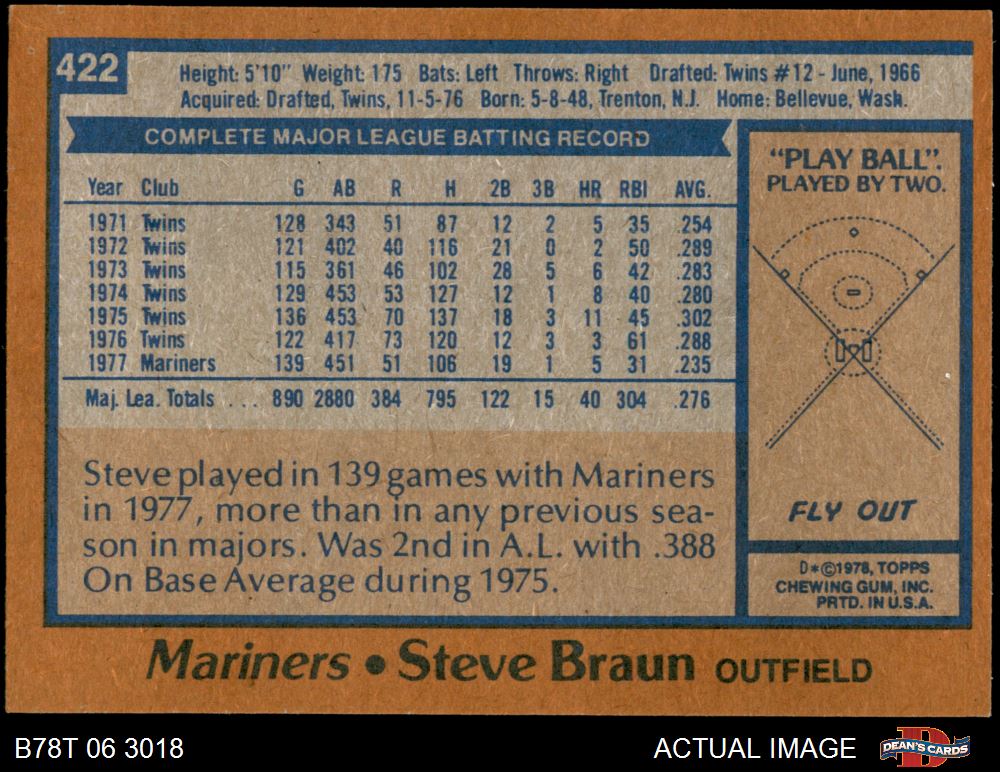 422
Height: 5'10" Weight: 175 Bats: Left Throws: Right Drafted: Twins #12 - June, 1966
Acquired: Drafted, Twins, 11-5-76 Born: 5-8-48, Trenton, N.J. Home: Bellevue, Wash.
COMPLETE MAJOR LEAGUE BATTING RECORD
Year Club G AB R H 2B 3B HR RBI AVG.
1971 Twins 128 343 51 87 12 2 5 35 .254
1972 Twins 121 402 40 116 21 0 2 50 .289
1973 Twins 115 361 46 102 28 5 6 42 .283
1974 Twins 129 453 53 127 12 1 8 40 .280
1975 Twins 136 453 70 137 18 3 11 45 .302
1976 Twins 122 417 73 120 12 3 3 61 .288
1977 Mariners 139 451 51 106 19 1 5 31 .235
Maj. Lea. Totals . . . 890 2880 384 795 122 15 40 304 .276
Steve played in 139 games with Mariners
in 1977, more than in any previous sea-
son in majors. Was 2nd in A.L. with .388
On Base Average during 1975.
"PLAY BALL".
PLAYED BY TWO.
FLY OUT
D*©1978, TOPPS
CHEWING GUM, INC.
PRTD. IN U.S.A.
Mariners • Steve Braun OUTFIELD
B78T 06 3018
ACTUAL IMAGE
D
DEAN'S CARDS